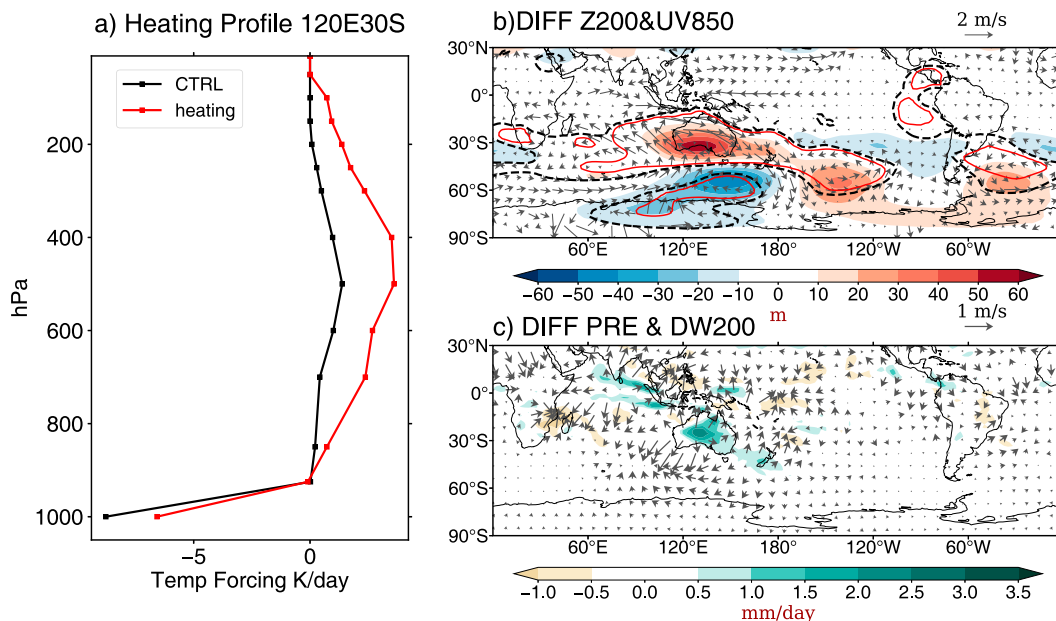 a) Heating Profile 120E30S
CTRL
heating
200
400
600
800
1000
hPa
−5
0
Temp Forcing K/day
b)DIFF Z200&UV850
2 m/s
30°N
0°
30°S
60°S
90°S
60°E
120°E
180°
120°W
60°W
−60 −50 −40 −30 −20 −10 0 10 20 30 40 50 60
m
c) DIFF PRE & DW200
1 m/s
30°N
0°
30°S
60°S
90°S
60°E
120°E
180°
120°W
60°W
−1.0 −0.5 0.0 0.5 1.0 1.5 2.0 2.5 3.5
mm/day